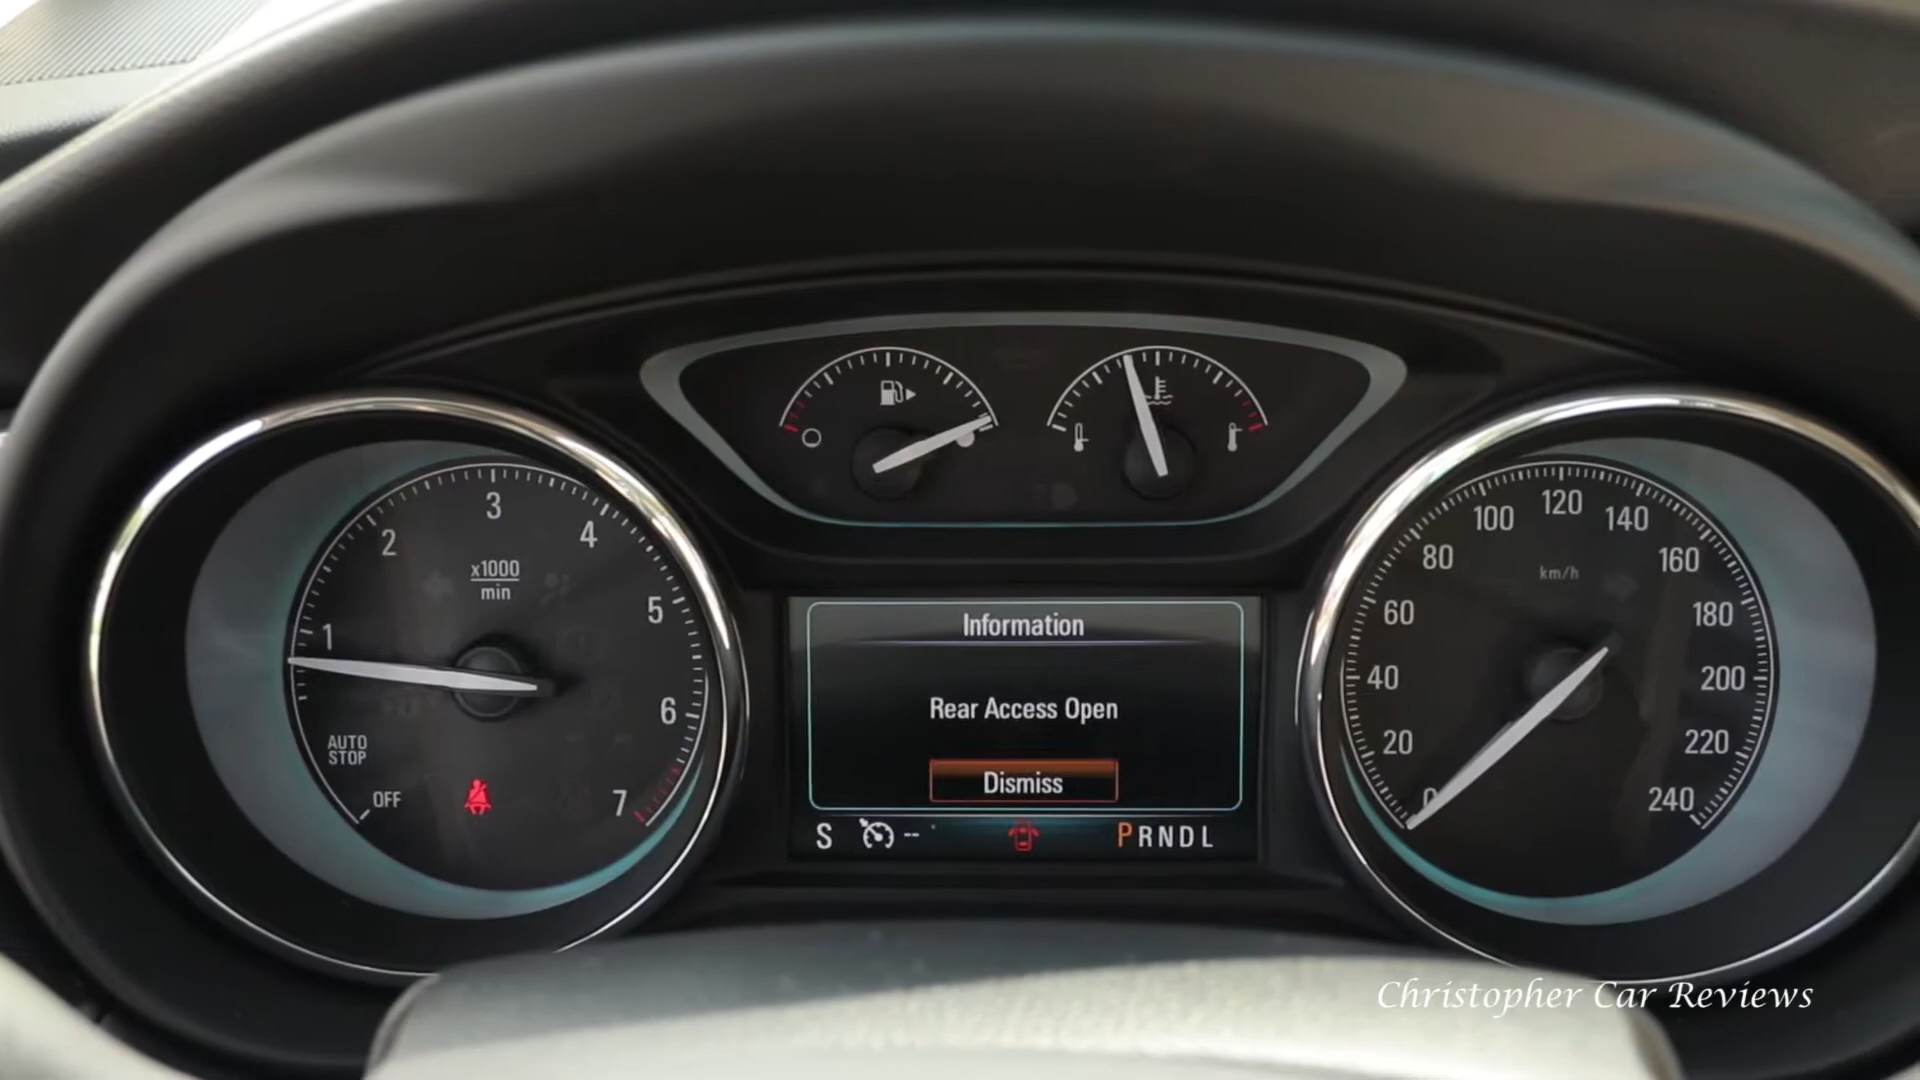 3
2
4
x1000
min
1
5
6
AUTO
STOP
OFF
7
Information
Rear Access Open
Dismiss
S -- PRNDL
120
100
140
80
160
km/h
60
180
40
200
20
220
0
240
Christopher Car Reviews